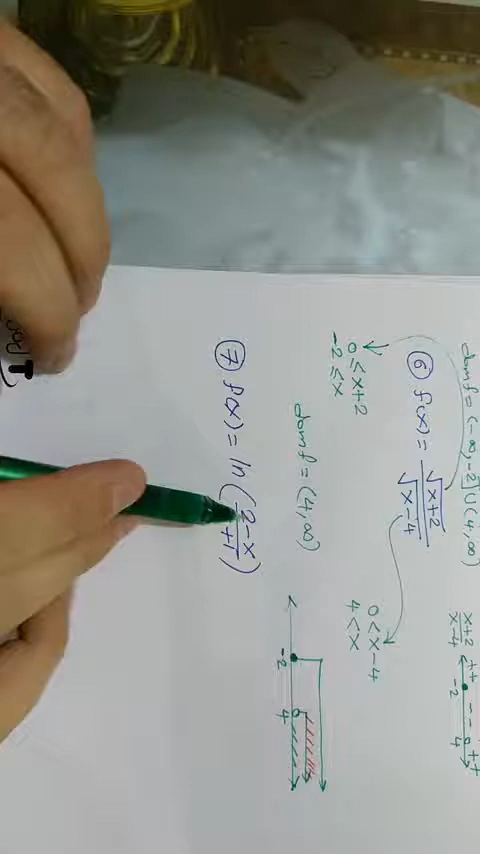 dom f = (-∞, -2] ∪ (4, ∞)
x+2 ++ -- ++
x-4 -2 4
⑥ f(x) = √x+2
√x-4
0 ≤ x+2 0 < x-4
-2 ≤ x 4 < x
dom f = (4, ∞)
-2 4
⑦ f(x) = ln(2-x
+1)